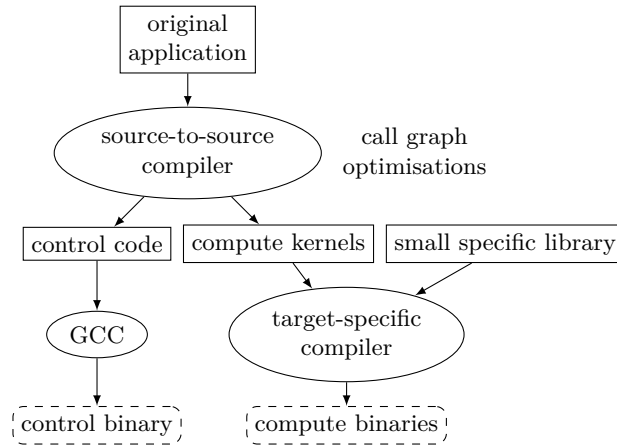 original
application
source-to-source
compiler
call graph
optimisations
control code
compute kernels
small specific library
GCC
target-specific
compiler
control binary
compute binaries